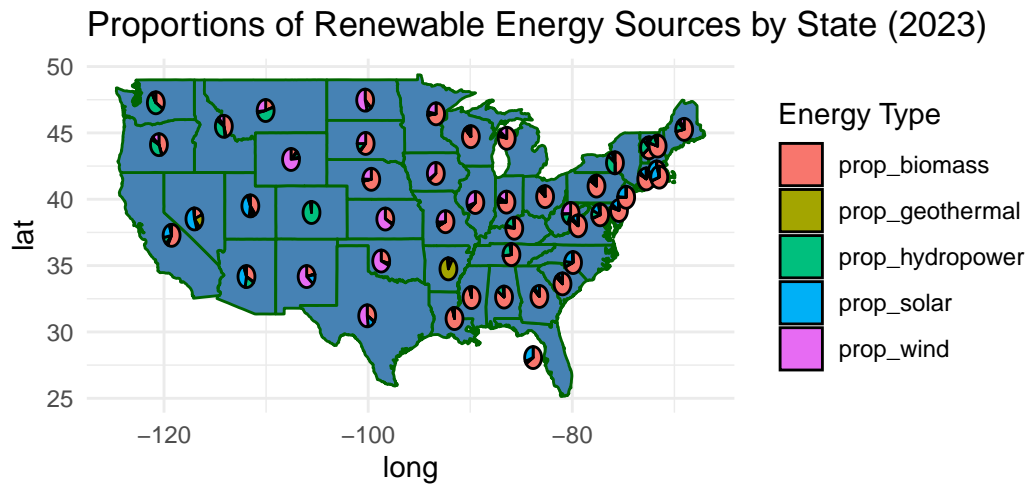 Proportions of Renewable Energy Sources by State (2023)
50
45
40
35
30
25
lat
−120
−100
−80
long
Energy Type
prop_biomass
prop_geothermal
prop_hydropower
prop_solar
prop_wind